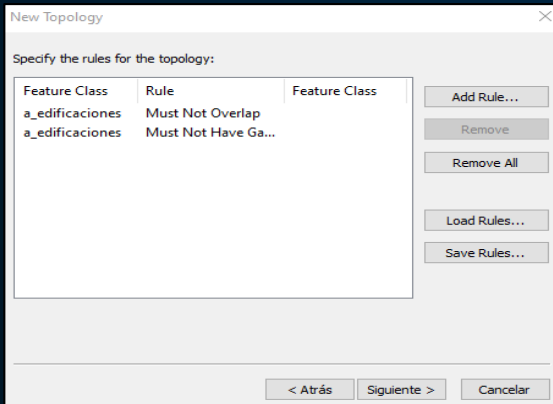 New Topology
Specify the rules for the topology:
Feature Class Rule Feature Class
a_edificaciones Must Not Overlap
a_edificaciones Must Not Have Ga...
Add Rule...
Remove
Remove All
Load Rules...
Save Rules...
< Atrás Siguiente > Cancelar